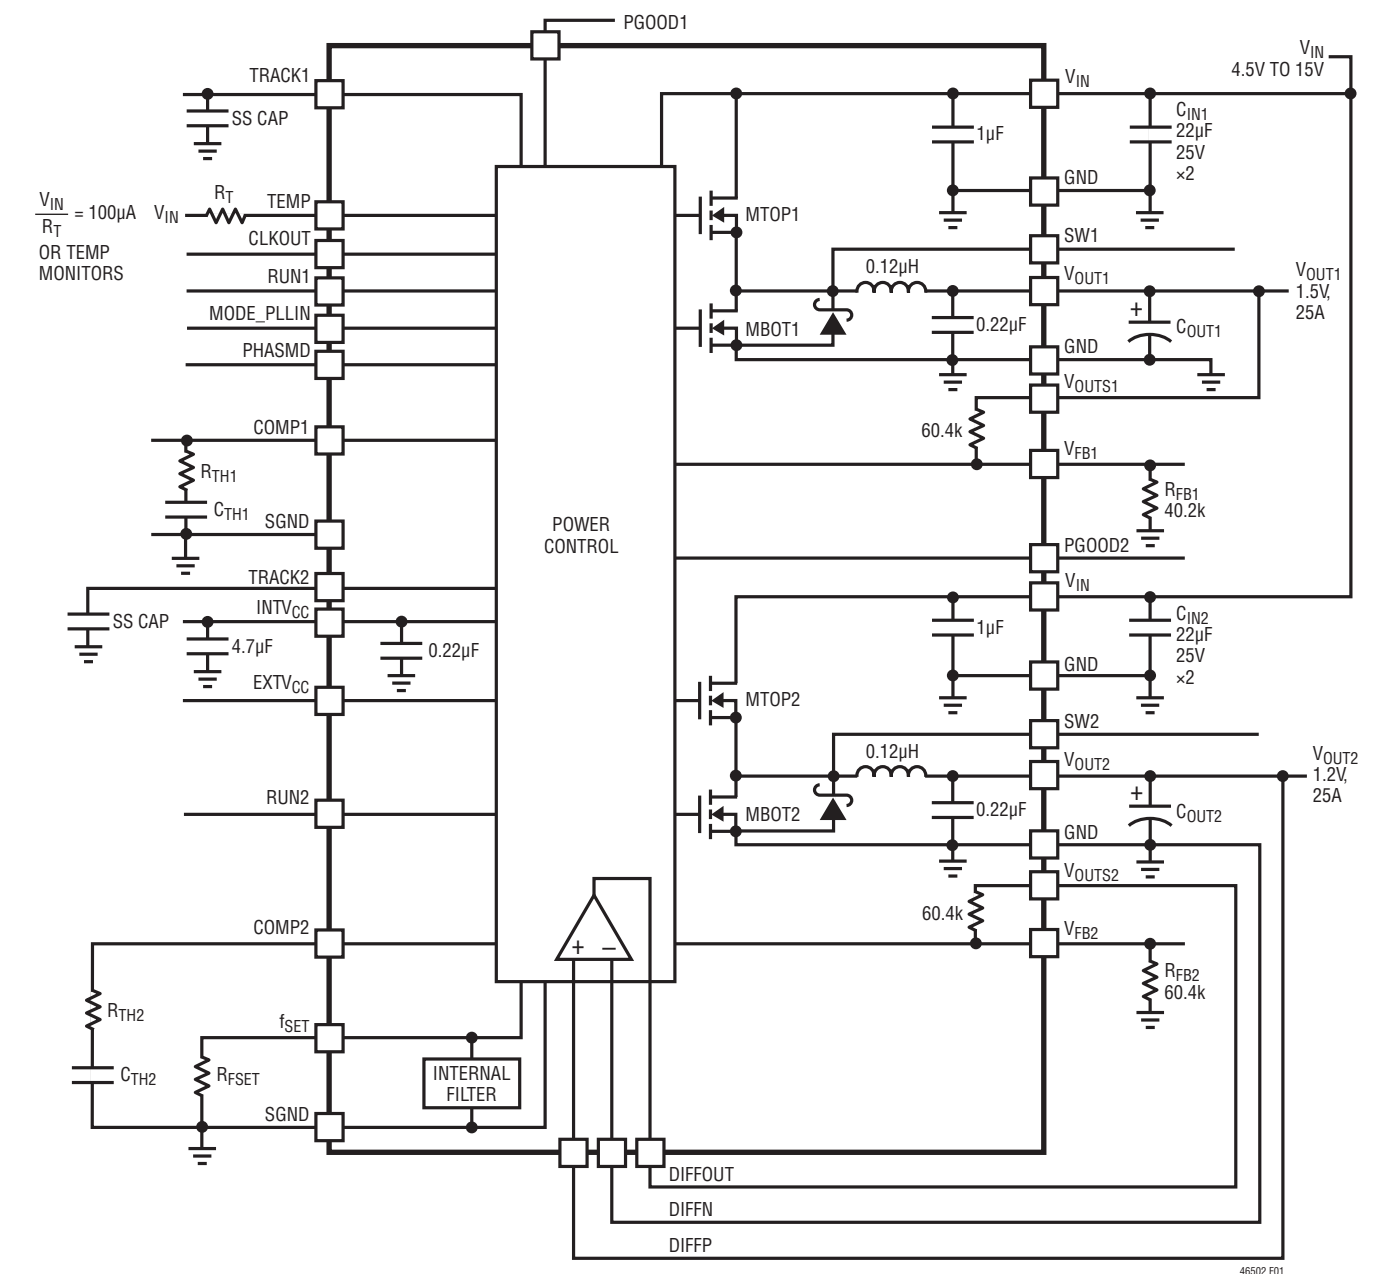 PGOOD1
TRACK1
SS CAP
VIN
RT
= 100µA
OR TEMP
MONITORS
VIN
RT
TEMP
CLKOUT
RUN1
MODE_PLLIN
PHASMD
COMP1
RTH1
CTH1
SGND
TRACK2
SS CAP
INTVCC
4.7µF
0.22µF
EXTVCC
RUN2
COMP2
RTH2
CTH2
fSET
RFSET
SGND
INTERNAL
FILTER
POWER
CONTROL
+ –
MTOP1
MBOT1
1µF
0.12µH
0.22µF
60.4k
VIN
GND
SW1
VOUT1
GND
VOUTS1
VFB1
PGOOD2
VIN
4.5V TO 15V
CIN1
22µF
25V
×2
VOUT1
1.5V,
25A
+
COUT1
RFB1
40.2k
MTOP2
MBOT2
1µF
0.12µH
0.22µF
60.4k
VIN
GND
SW2
VOUT2
GND
VOUTS2
VFB2
CIN2
22µF
25V
×2
VOUT2
1.2V,
25A
+
COUT2
RFB2
60.4k
DIFFOUT
DIFFN
DIFFP
46502 F01